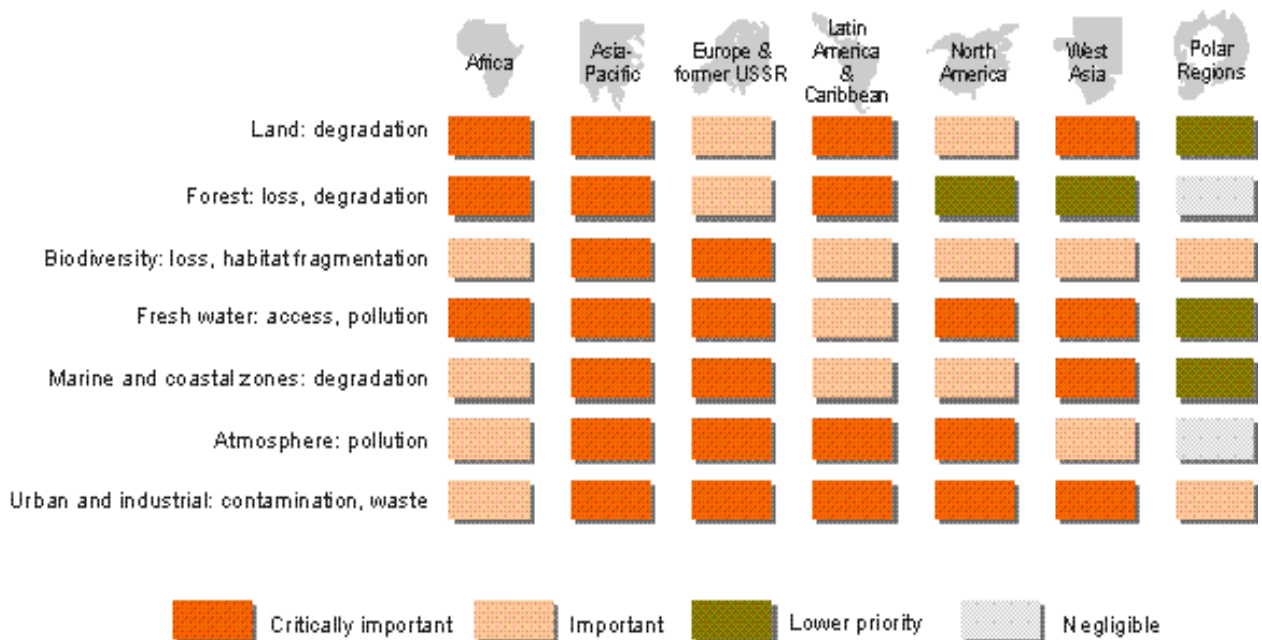 Africa
Asia-
Pacific
Europe &
former USSR
Latin
America
&
Caribbean
North
America
West
Asia
Polar
Regions
Land: degradation
Forest: loss, degradation
Biodiversity: loss, habitat fragmentation
Fresh water: access, pollution
Marine and coastal zones: degradation
Atmosphere: pollution
Urban and industrial: contamination, waste
Critically important
Important
Lower priority
Negligible